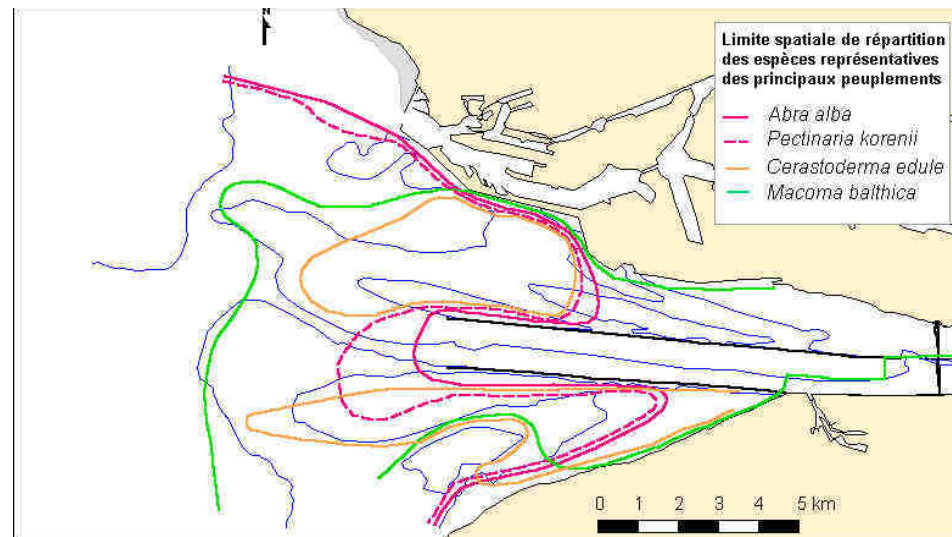 N
Limite spatiale de répartition
des espèces représentatives
des principaux peuplements
Abra alba
Pectinaria korenii
Cerastoderma edule
Macoma balthica
0 1 2 3 4 5 km